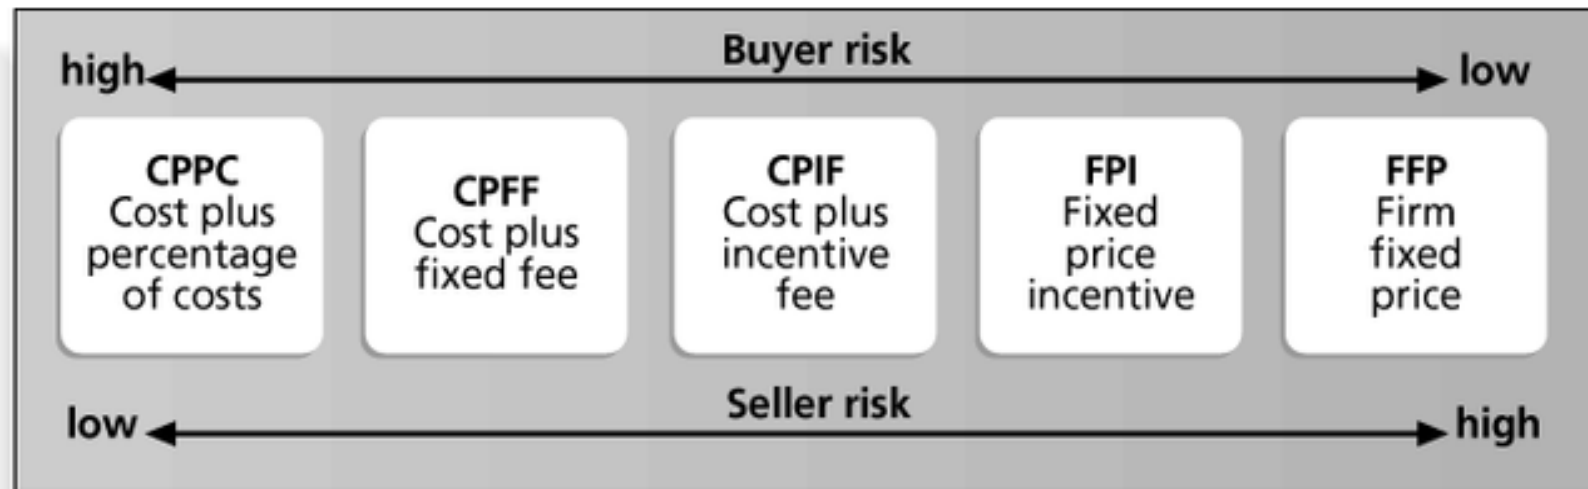 Buyer risk
high
low
CPPC
Cost plus
percentage
of costs
CPFF
Cost plus
fixed fee
CPIF
Cost plus
incentive
fee
FPI
Fixed
price
incentive
FFP
Firm
fixed
price
Seller risk
low
high